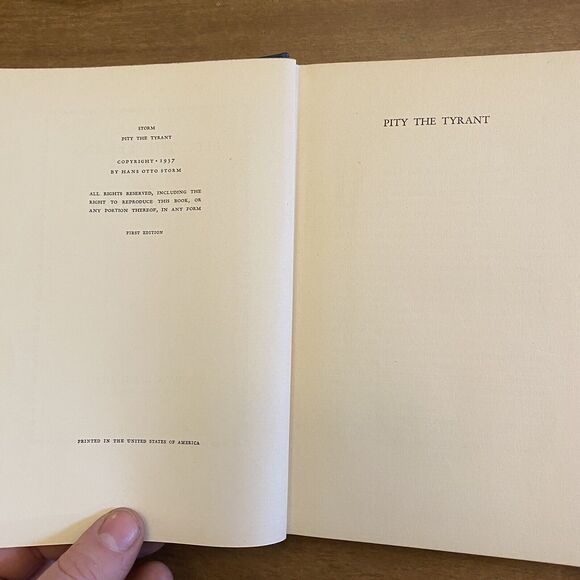 STORM
PITY THE TYRANT
COPYRIGHT • 1937
BY HANS OTTO STORM
ALL RIGHTS RESERVED, INCLUDING THE
RIGHT TO REPRODUCE THIS BOOK, OR
ANY PORTION THEREOF, IN ANY FORM
FIRST EDITION
PRINTED IN THE UNITED STATES OF AMERICA
PITY THE TYRANT